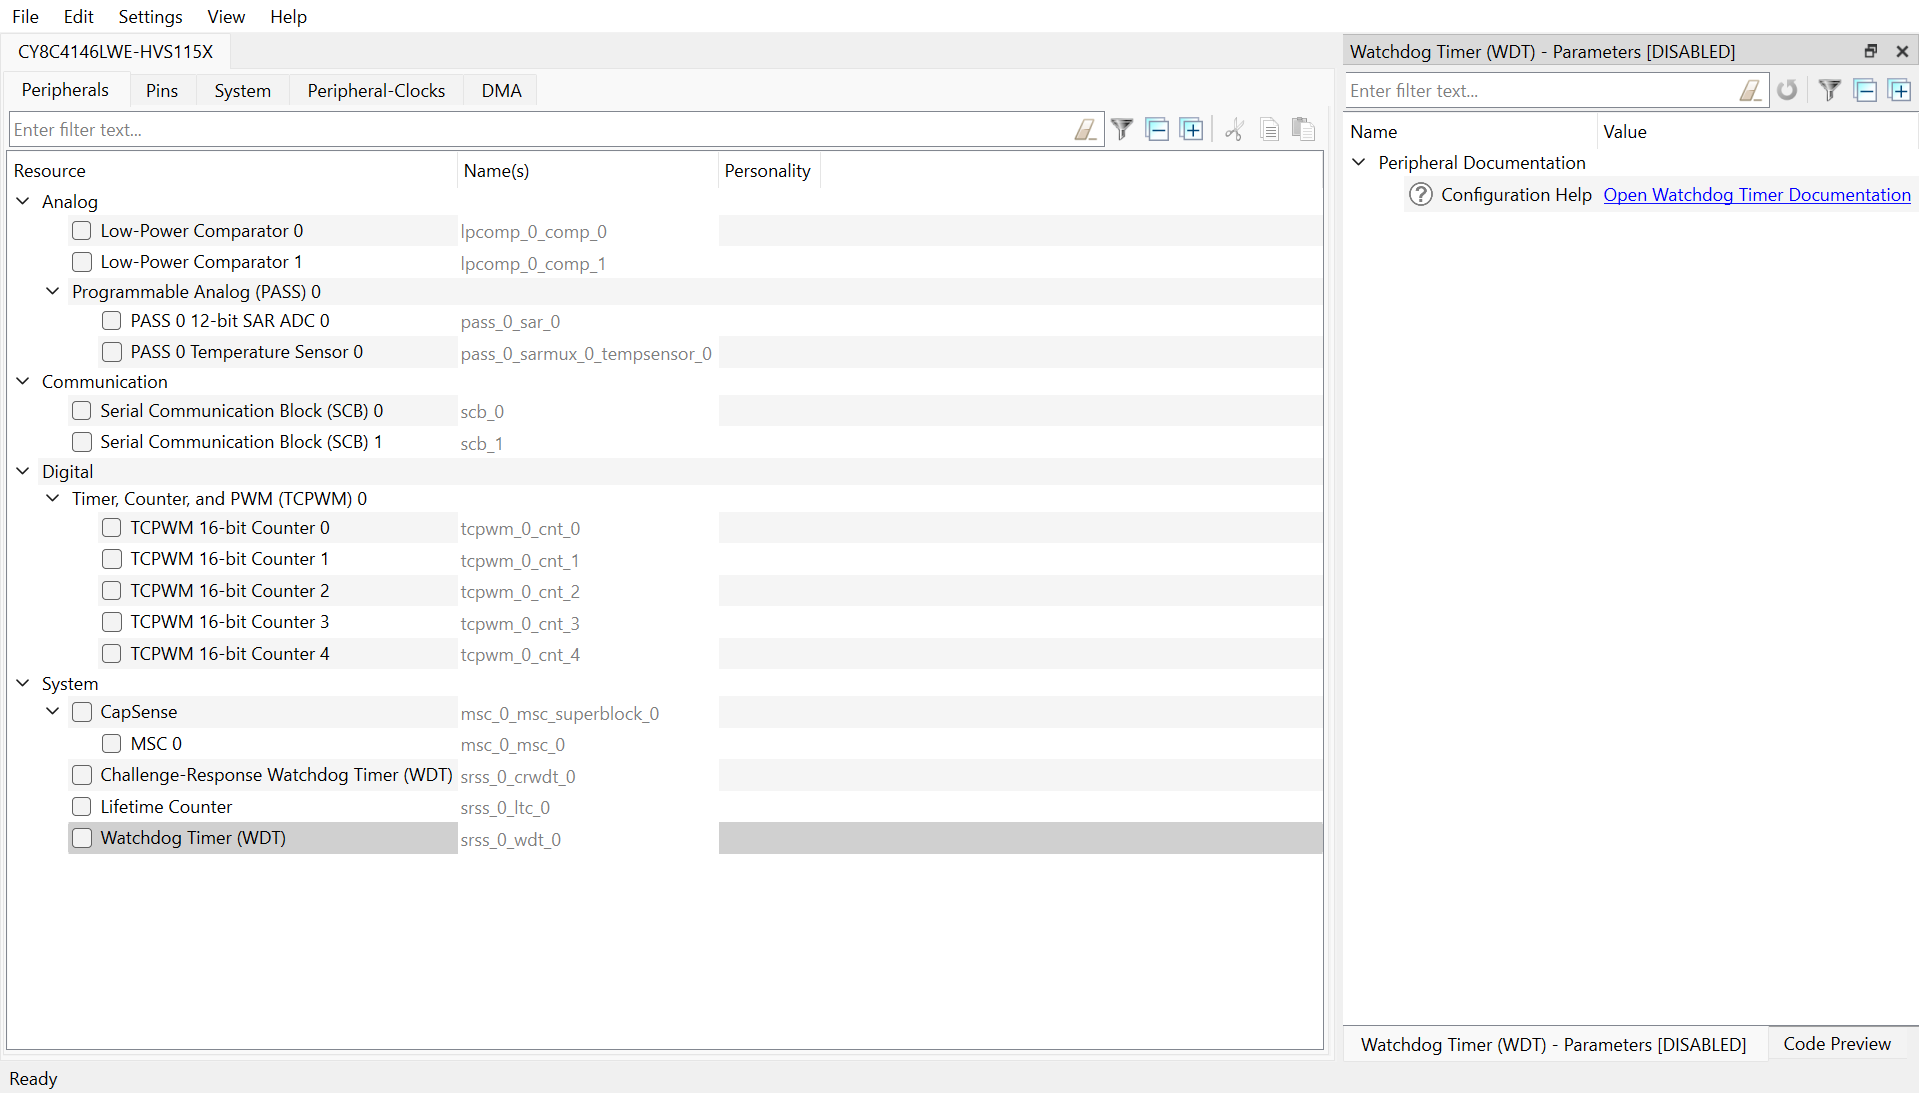 File Edit Settings View Help
CY8C4146LWE-HVS115X
Peripherals Pins System Peripheral-Clocks DMA
Enter filter text...
Resource Name(s) Personality
Analog
Low-Power Comparator 0 lpcomp_0_comp_0
Low-Power Comparator 1 lpcomp_0_comp_1
Programmable Analog (PASS) 0
PASS 0 12-bit SAR ADC 0 pass_0_sar_0
PASS 0 Temperature Sensor 0 pass_0_sarmux_0_tempsensor_0
Communication
Serial Communication Block (SCB) 0 scb_0
Serial Communication Block (SCB) 1 scb_1
Digital
Timer, Counter, and PWM (TCPWM) 0
TCPWM 16-bit Counter 0 tcpwm_0_cnt_0
TCPWM 16-bit Counter 1 tcpwm_0_cnt_1
TCPWM 16-bit Counter 2 tcpwm_0_cnt_2
TCPWM 16-bit Counter 3 tcpwm_0_cnt_3
TCPWM 16-bit Counter 4 tcpwm_0_cnt_4
System
CapSense msc_0_msc_superblock_0
MSC 0 msc_0_msc_0
Challenge-Response Watchdog Timer (WDT) srss_0_crwdt_0
Lifetime Counter srss_0_ltc_0
Watchdog Timer (WDT) srss_0_wdt_0
Watchdog Timer (WDT) - Parameters [DISABLED]
Enter filter text...
Name Value
Peripheral Documentation
Configuration Help Open Watchdog Timer Documentation
Watchdog Timer (WDT) - Parameters [DISABLED] Code Preview
Ready